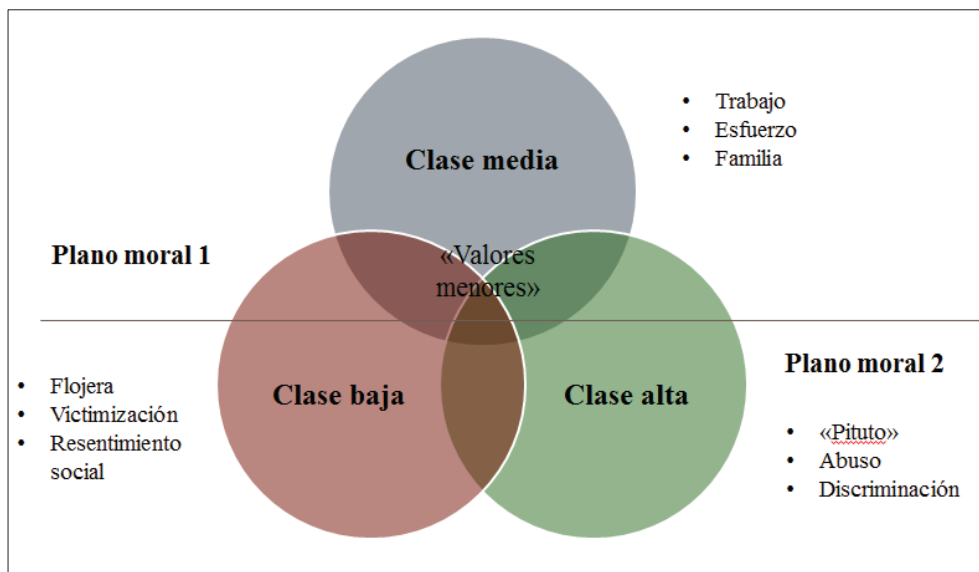 • Trabajo
• Esfuerzo
• Familia
Clase media
Plano moral 1
«Valores
menores»
Plano moral 2
Clase baja
Clase alta
• Flojera
• Victimización
• Resentimiento
social
• «Pituto»
• Abuso
• Discriminación